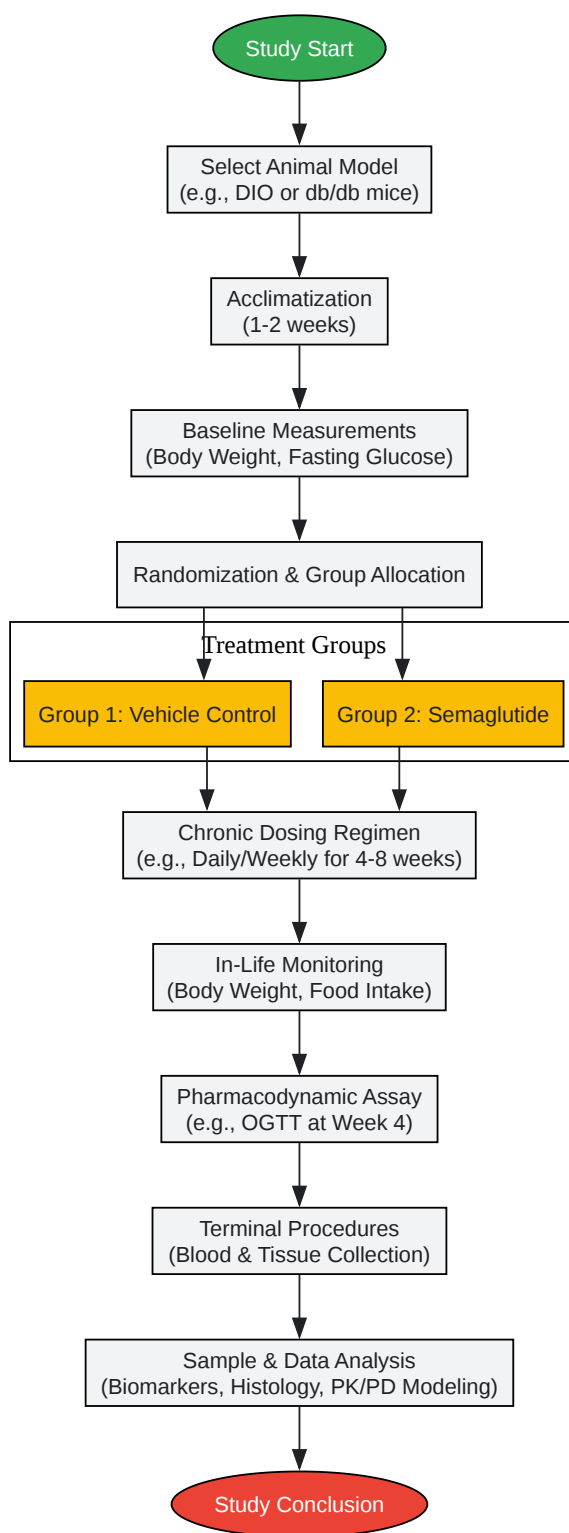 Study Start
Select Animal Model
(e.g., DIO or db/db mice)
Acclimatization
(1-2 weeks)
Baseline Measurements
(Body Weight, Fasting Glucose)
Randomization & Group Allocation
Treatment Groups
Group 1: Vehicle Control
Group 2: Semaglutide
Chronic Dosing Regimen
(e.g., Daily/Weekly for 4-8 weeks)
In-Life Monitoring
(Body Weight, Food Intake)
Pharmacodynamic Assay
(e.g., OGTT at Week 4)
Terminal Procedures
(Blood & Tissue Collection)
Sample & Data Analysis
(Biomarkers, Histology, PK/PD Modeling)
Study Conclusion